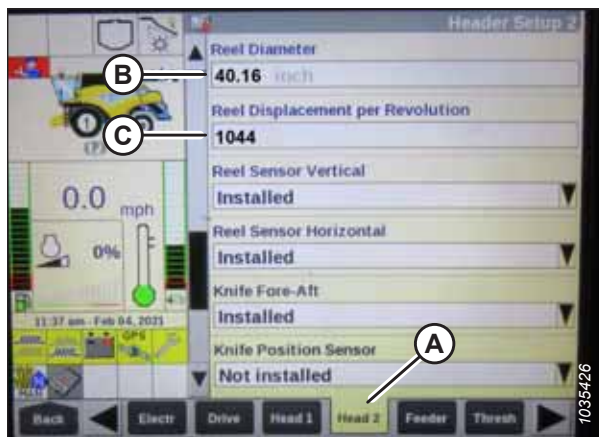 Header Setup 2
Reel Diameter
B
40.16 inch
Reel Displacement per Revolution
C
1044
Reel Sensor Vertical
Installed
0.0 mph
Reel Sensor Horizontal
0%
Installed
Knife Fore-Aft
Installed
11:37 am - Feb 04, 2021
GPS
A
Knife Position Sensor
Not installed
Back
Electr
Drive
Head 1
Head 2
Feeder
Thresh
1035426